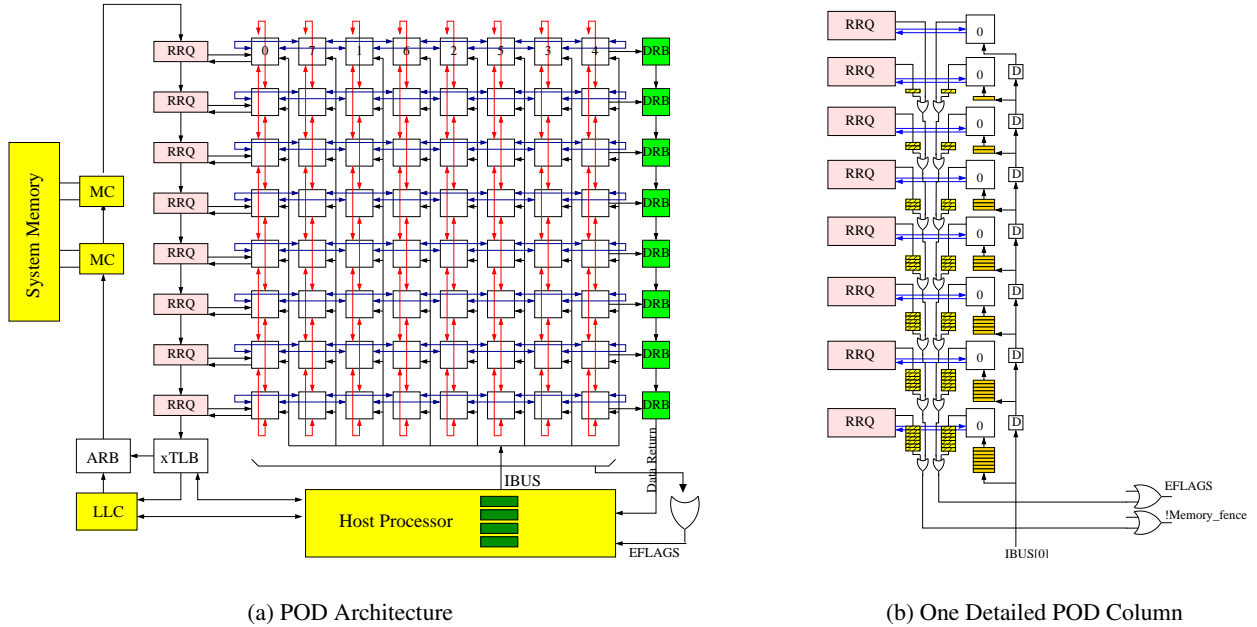 RRQ
0 7 1 6 2 5 3 4
DRB
RRQ
DRB
RRQ
DRB
RRQ
DRB
RRQ
DRB
RRQ
DRB
RRQ
DRB
RRQ
DRB
System Memory
MC
MC
ARB
xTLB
LLC
IBUS
Data Return
Host Processor
EFLAGS
(a) POD Architecture
RRQ
0
D
RRQ
0
D
RRQ
0
D
RRQ
0
D
RRQ
0
D
RRQ
0
D
RRQ
0
D
RRQ
0
EFLAGS
!Memory_fence
IBUS[0]
(b) One Detailed POD Column